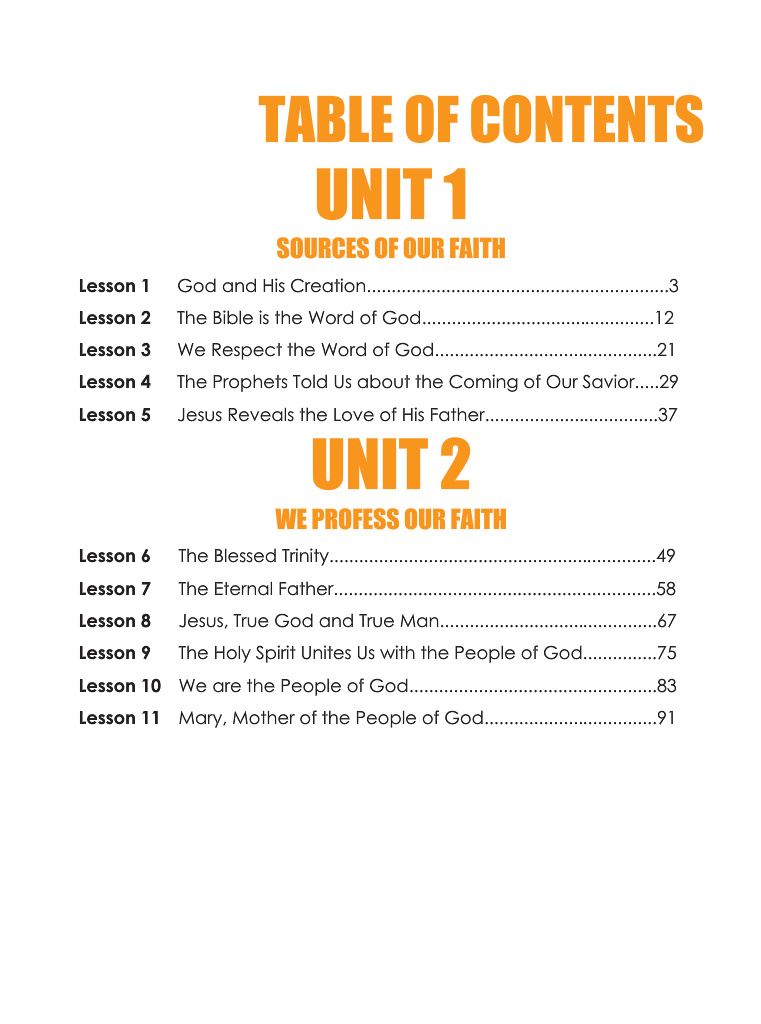 TABLE OF CONTENTS
UNIT 1
SOURCES OF OUR FAITH
Lesson 1 God and His Creation.............................................................3
Lesson 2 The Bible is the Word of God...............................................12
Lesson 3 We Respect the Word of God.............................................21
Lesson 4 The Prophets Told Us about the Coming of Our Savior.....29
Lesson 5 Jesus Reveals the Love of His Father...................................37
UNIT 2
WE PROFESS OUR FAITH
Lesson 6 The Blessed Trinity..................................................................49
Lesson 7 The Eternal Father.................................................................58
Lesson 8 Jesus, True God and True Man............................................67
Lesson 9 The Holy Spirit Unites Us with the People of God...............75
Lesson 10 We are the People of God..................................................83
Lesson 11 Mary, Mother of the People of God...................................91